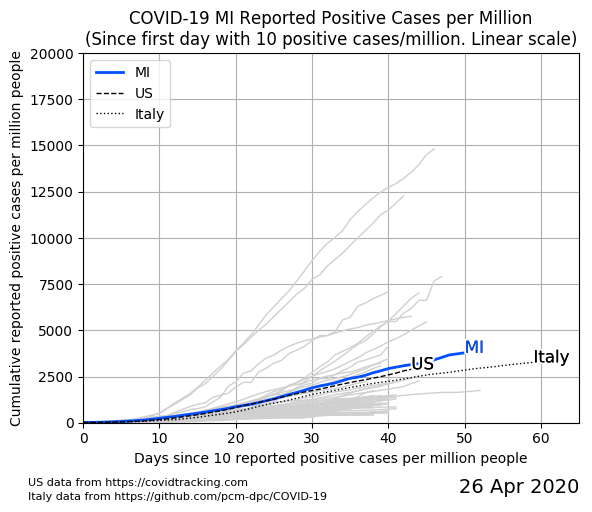 COVID-19 MI Reported Positive Cases per Million
(Since first day with 10 positive cases/million. Linear scale)
Cumulative reported positive cases per million people
20000
17500
15000
12500
10000
7500
5000
2500
0
MI
US
Italy
MI
US
Italy
0 10 20 30 40 50 60
Days since 10 reported positive cases per million people
US data from https://covidtracking.com
Italy data from https://github.com/pcm-dpc/COVID-19
26 Apr 2020